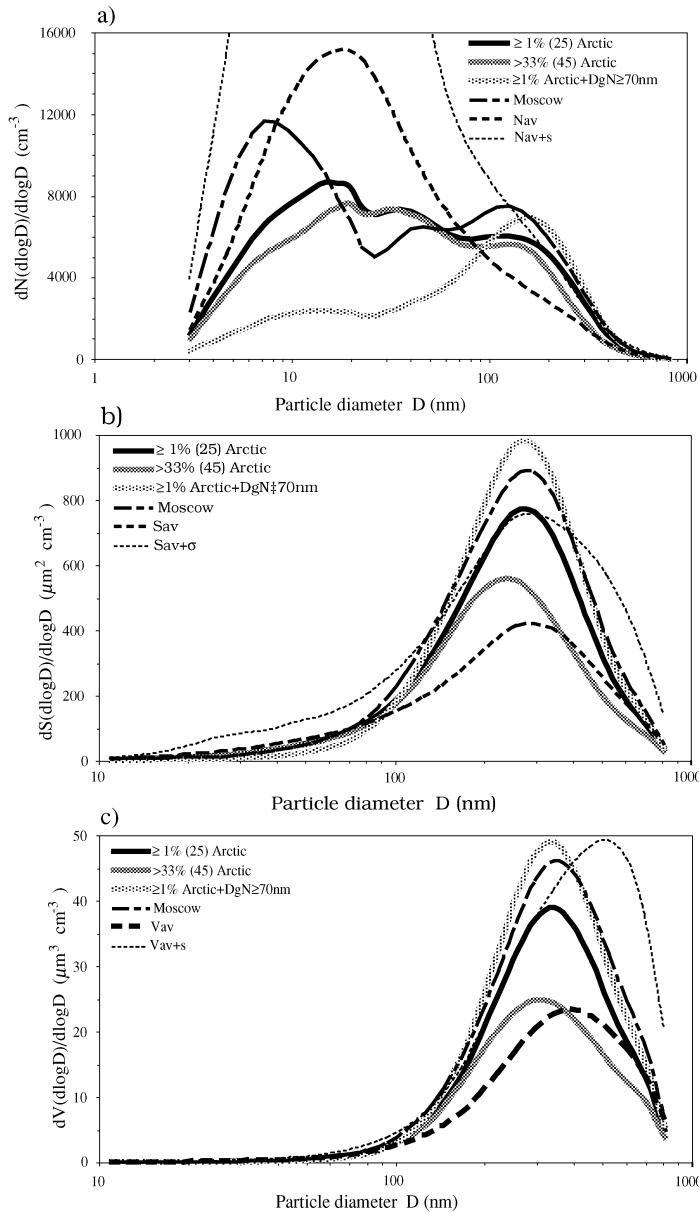 a)
16000
12000
8000
4000
0
dN(dlogD)/dlogD (cm-3)
≥ 1% (25) Arctic
>33% (45) Arctic
≥1% Arctic+DgN≥70nm
Moscow
Nav
Nav+s
1 10 100 1000
Particle diameter D (nm)
b)
1000
800
600
400
200
0
dS(dlogD)/dlogD (µm2 cm-3)
≥ 1% (25) Arctic
>33% (45) Arctic
≥1% Arctic+DgN‡70nm
Moscow
Sav
Sav+σ
10 100 1000
Particle diameter D (nm)
c)
50
40
30
20
10
0
dV(dlogD)/dlogD (µm3 cm-3)
≥ 1% (25) Arctic
>33% (45) Arctic
≥1% Arctic+DgN≥70nm
Moscow
Vav
Vav+s
10 100 1000
Particle diameter D (nm)